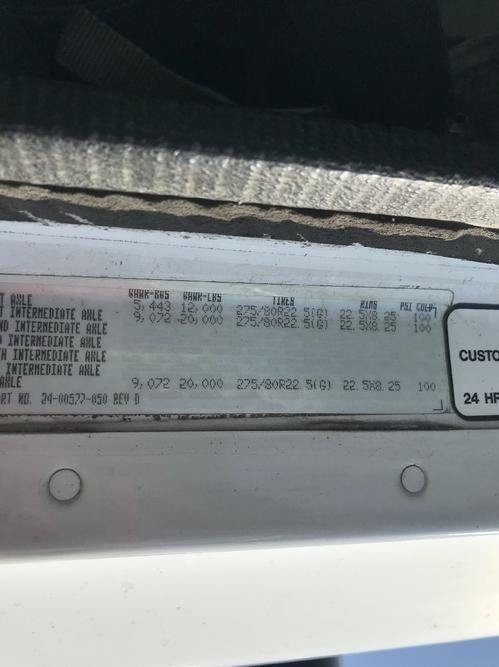 T AXLE GAWR-KGS GAWR-LBS TIRES RIMS PSI COLD*
T INTERMEDIATE AXLE 5,443 12,000 275/80R22.5(G) 22.5X8.25 100
ND INTERMEDIATE AXLE 9,072 20,000 275/80R22.5(G) 22.5X8.25 100
D INTERMEDIATE AXLE
TH INTERMEDIATE AXLE
INTERMEDIATE AXLE
AXLE 9,072 20,000 275/80R22.5(G) 22.5X8.25 100
ORT NO. 24-00577-050 REV D
CUSTO
24 HR